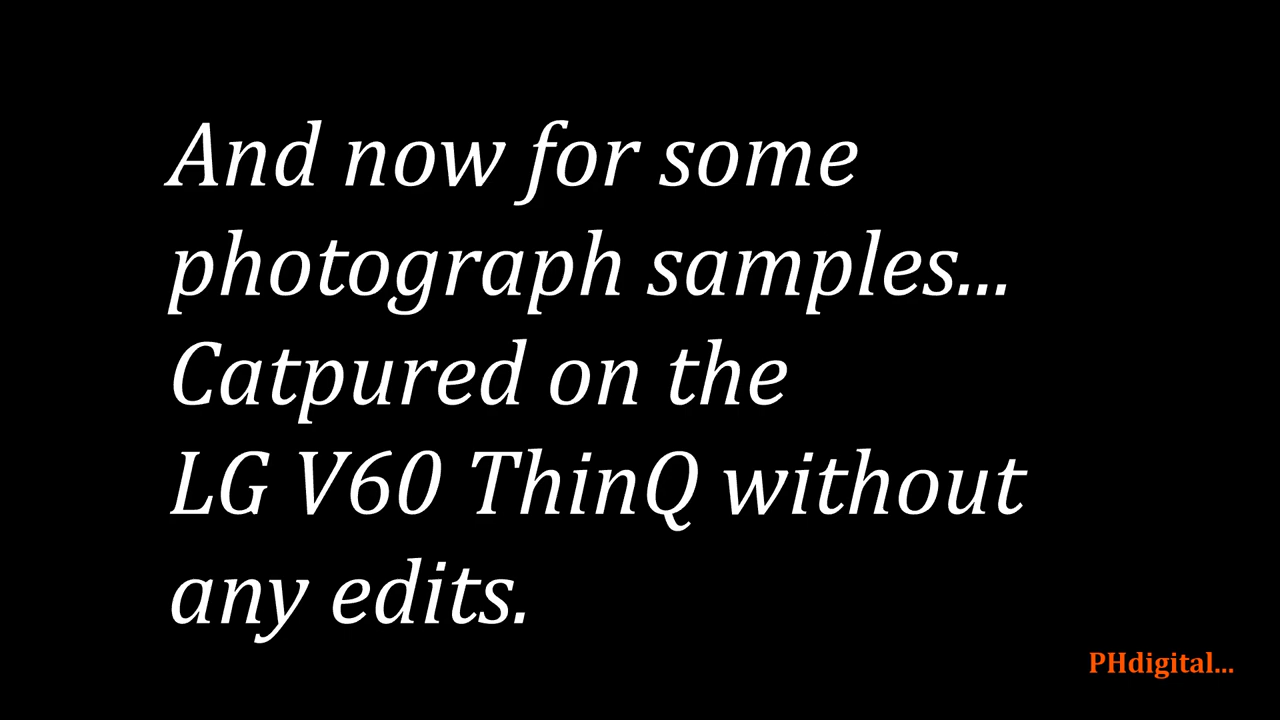 And now for some
photograph samples...
Catpured on the
LG V60 ThinQ without
any edits.
PHdigital...